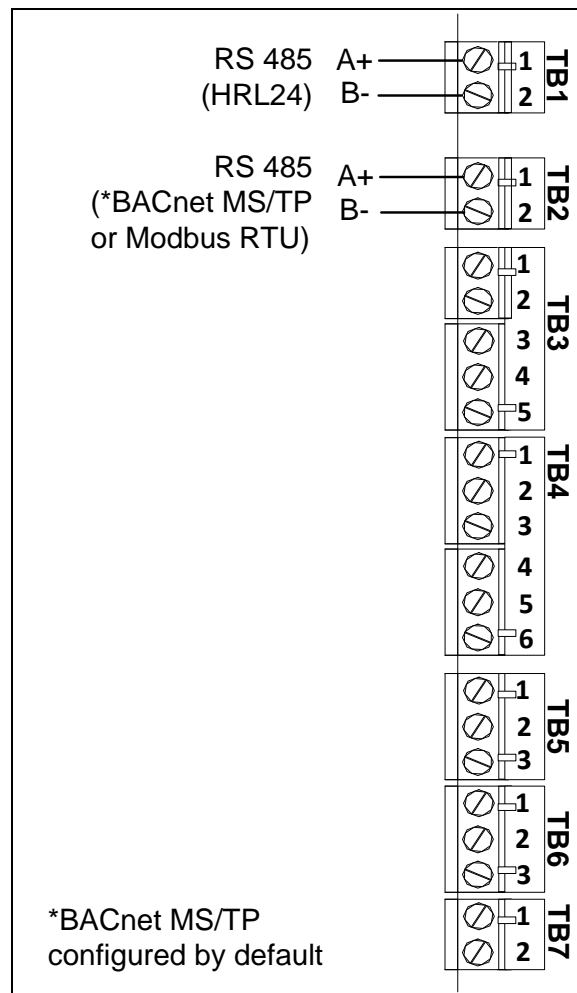 RS 485 A+ 1
(HRL24) B- 2
TB1
RS 485 A+ 1
(*BACnet MS/TP B- 2
or Modbus RTU)
TB2
1
2
3
4
5
TB3
1
2
3
4
5
6
TB4
1
2
3
TB5
1
2
3
TB6
1
2
TB7
*BACnet MS/TP
configured by default